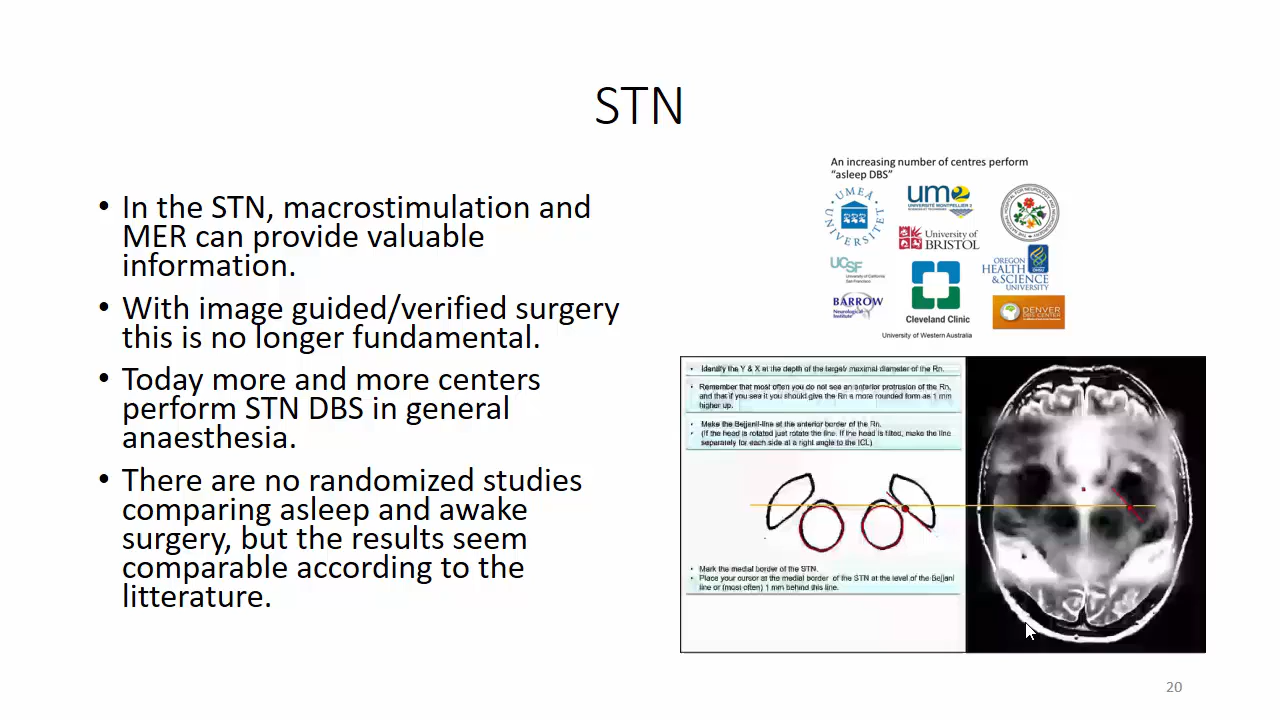 STN
• In the STN, macrostimulation and
MER can provide valuable
information.
• With image guided/verified surgery
this is no longer fundamental.
• Today more and more centers
perform STN DBS in general
anaesthesia.
• There are no randomized studies
comparing asleep and awake
surgery, but the results seem
comparable according to the
litterature.
An increasing number of centres perform
“asleep DBS”
UMEÅ UNIVERSITET
um2
UNIVERSITÉ MONTPELLIER 2
University of
BRISTOL
UCSF
University of California
San Francisco
OREGON
HEALTH
&SCIENCE
UNIVERSITY
OHSU
BARROW
Neurological
Institute
Cleveland Clinic
DENVER
DBS CENTER
University of Western Australia
• Identify the Y & X at the depth of the target/ maximal diameter of the Rn.
• Remember that most often you do not see an anterior protrusion of the Rn,
and that if you see it you should give the Rn a more rounded form as 1 mm
higher up.
• Make the Bejjani-line at the anterior border of the Rn.
• (If the head is rotated just rotate the line. If the head is tilted, make the line
separately for each side at a right angle to the ICL)
• Mark the medial border of the STN.
• Place your cursor at the medial border of the STN at the level of the Bejjani
line or (most often) 1 mm behind this line.
20